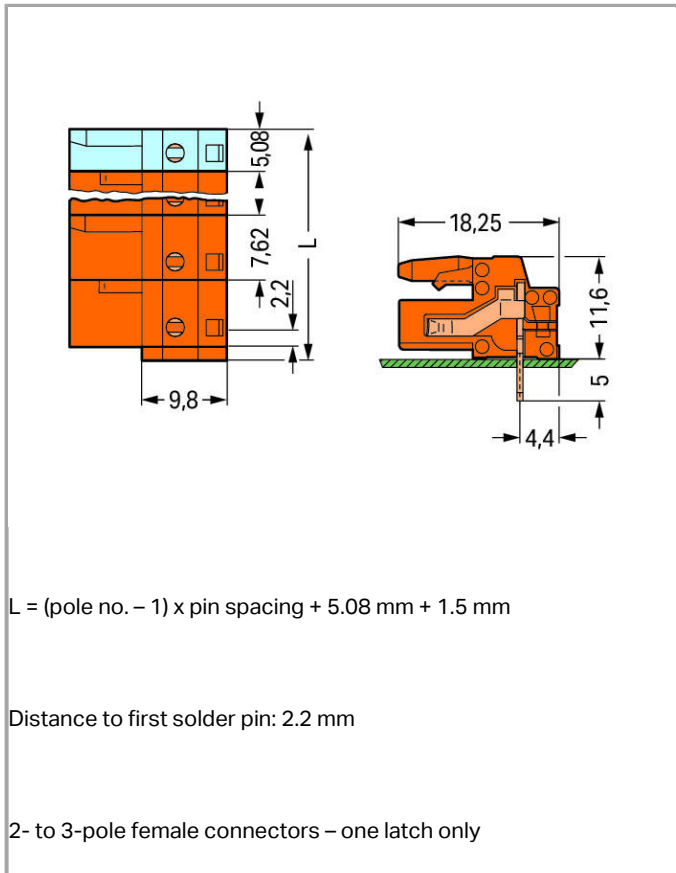 5,08
7,62
L
2,2
9,8
18,25
11,6
5
4,4
L = (pole no. – 1) x pin spacing + 5.08 mm + 1.5 mm
Distance to first solder pin: 2.2 mm
2- to 3-pole female connectors – one latch only